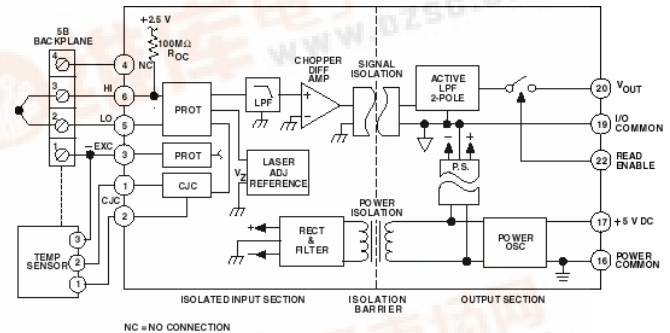 +2.5 V
5B
BACKPLANE
100MΩ
ROC
4
4
NC
CHOPPER
DIFF
AMP
SIGNAL
ISOLATION
ACTIVE
LPF
2-POLE
20
VOUT
3
HI
6
PROT
LPF
+
−
2
LO
5
19
I/O
COMMON
1
−EXC
3
PROT
− +
22
READ
ENABLE
VZ
LASER
ADJ
REFERENCE
P.S.
CJC
1
CJC
2
POWER
ISOLATION
TEMP
SENSOR
3
2
1
+
−
RECT
&
FILTER
POWER
OSC
17
+5 V DC
16
POWER
COMMON
ISOLATED INPUT SECTION
ISOLATION
BARRIER
OUTPUT SECTION
NC = NO CONNECTION